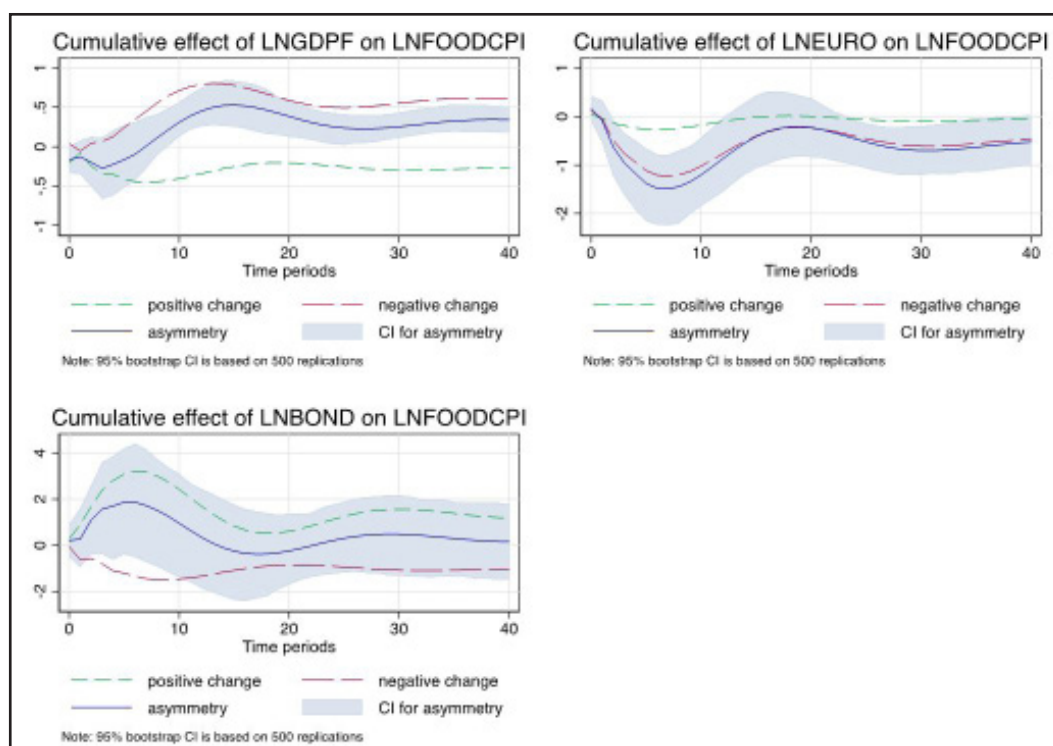 Cumulative effect of LNGDPF on LNFOODCPI
1
.5
0
-.5
-1
0 10 20 30 40
Time periods
positive change negative change
asymmetry CI for asymmetry
Note: 95% bootstrap CI is based on 500 replications
Cumulative effect of LNEURO on LNFOODCPI
1
0
-1
-2
0 10 20 30 40
Time periods
positive change negative change
asymmetry CI for asymmetry
Note: 95% bootstrap CI is based on 500 replications
Cumulative effect of LNBOND on LNFOODCPI
4
2
0
-2
0 10 20 30 40
Time periods
positive change negative change
asymmetry CI for asymmetry
Note: 95% bootstrap CI is based on 500 replications